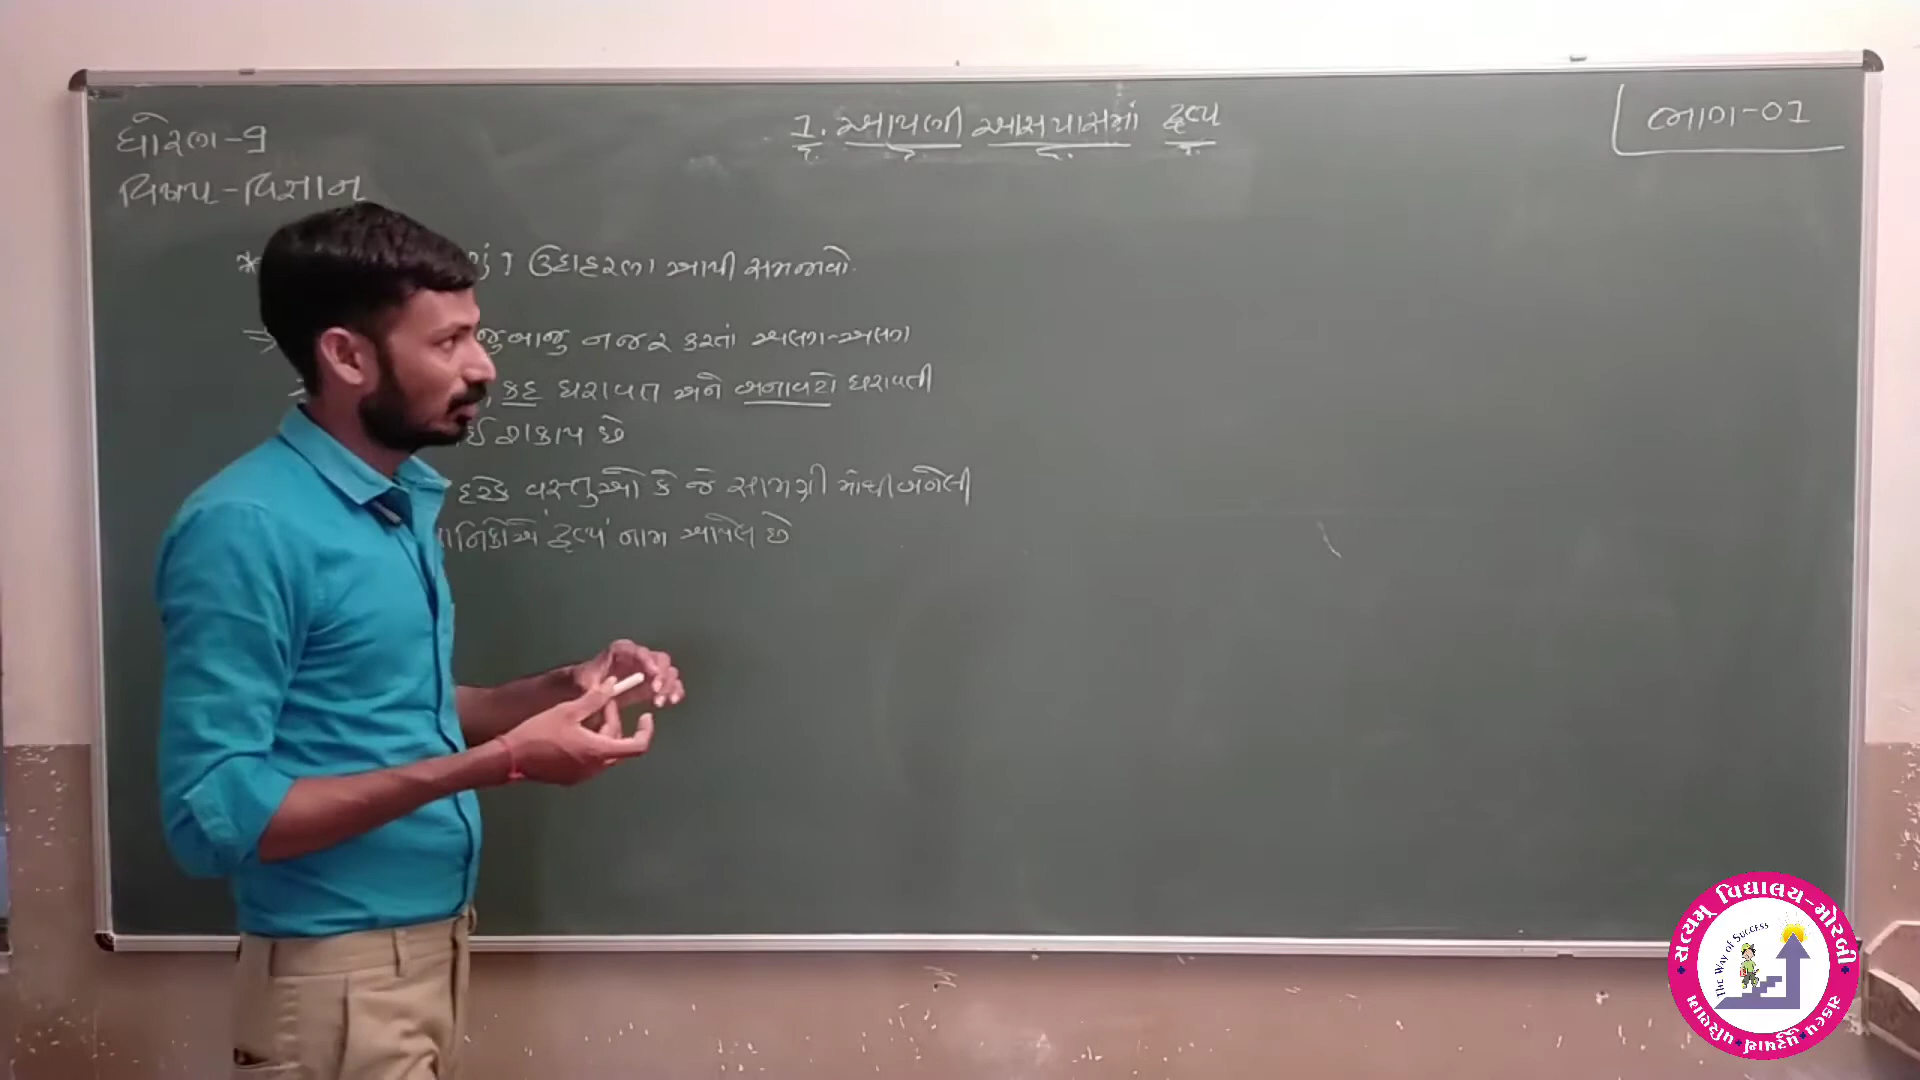 ધોરણ-9
1. આપણી આસપાસમાં દ્રવ્ય
ભાગ-01
વિષય-વિજ્ઞાન
* શું? ઉદાહરણ આપી સમજાવો.
⇒ જુબાજુ નજર કરતાં અલગ-અલગ
, કદ ધરાવતા અને બનાવટો ધરાવતી
ઈ શકાય છે
દરેક વસ્તુઓ કે જે સામગ્રી માંથી બનેલી
ાનિકોએ દ્રવ્ય નામ આપેલ છે
સત્યમ્ વિદ્યાલય-મોરબી
The Way of Success
સંકલ્પ • પુરુષાર્થ • પરિણામ